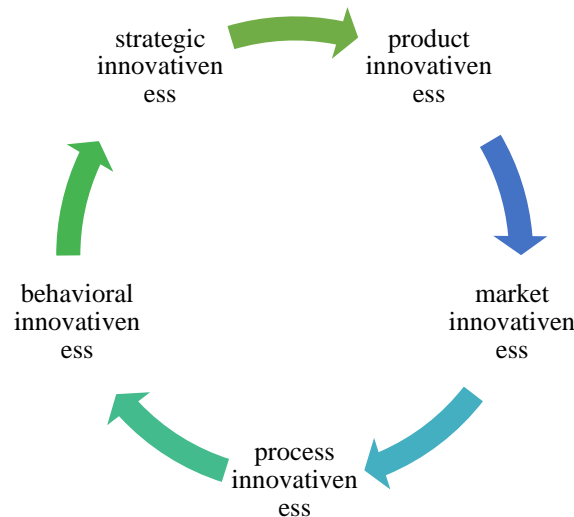 strategic
innovativen
ess
product
innovativen
ess
market
innovativen
ess
process
innovativen
ess
behavioral
innovativen
ess